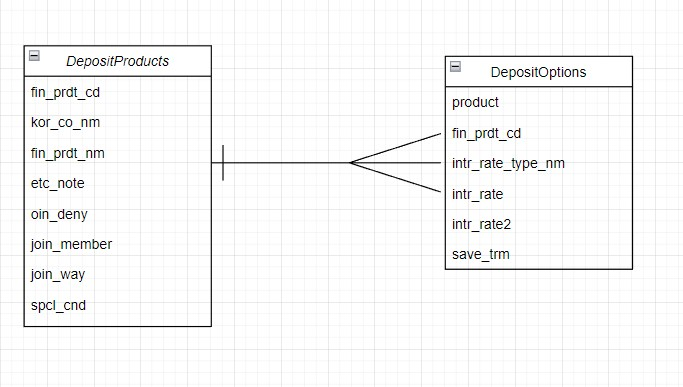 DepositProducts
fin_prdt_cd
kor_co_nm
fin_prdt_nm
etc_note
oin_deny
join_member
join_way
spcl_cnd
DepositOptions
product
fin_prdt_cd
intr_rate_type_nm
intr_rate
intr_rate2
save_trm